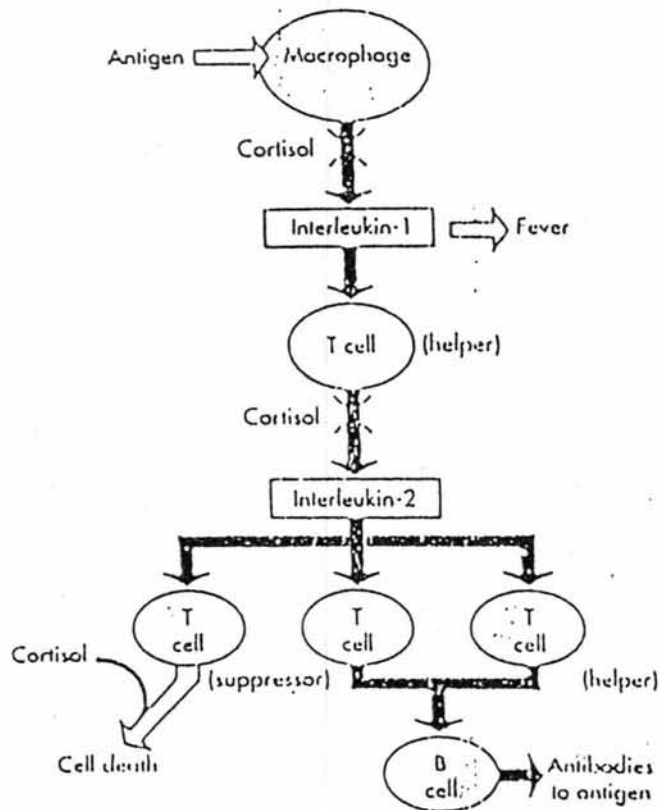 Antigen
Macrophage
Cortisol
Interleukin-1
Fever
T cell
(helper)
Cortisol
Interleukin-2
T
cell
T
cell
T
cell
Cortisol
(suppressor)
(helper)
Cell death
B
cell
Antibodies
to antigen